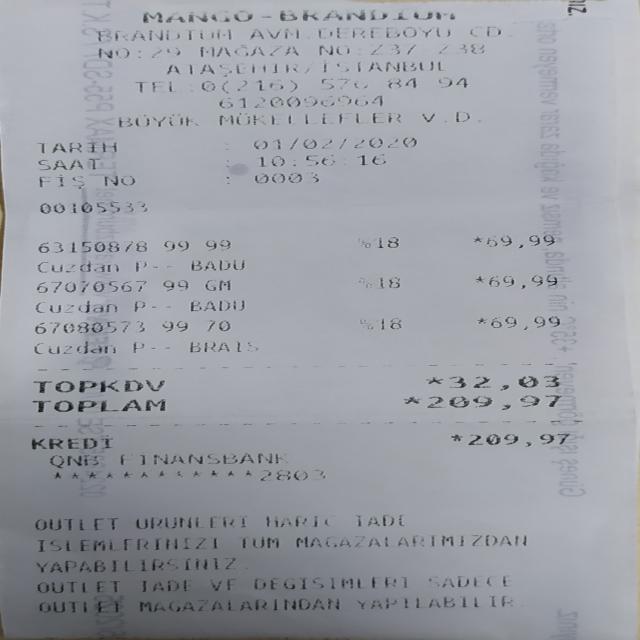 MANGO-BRANDIUM
BRANDIUM AVM.DEREBOYU CD.
NO:29 MAGAZA NO:237 238
ATAŞEHİR/İSTANBUL
TEL:0(216) 576 84 94
6120096964
BÜYÜK MÜKELLEFLER V.D.
TARİH : 01/02/2020
SAAT : 10:56:16
FİŞ NO : 0003
00105533
63150878 99 99 %18 *69,99
Cuzdan P-- BADU
67070567 99 GM %18 *69,99
Cuzdan P-- BADU
67080573 99 70 %18 *69,99
Cuzdan P-- BRAIS
TOPKDV *32,03
TOPLAM *209,97
KREDİ *209,97
QNB FINANSBANK
************2803
OUTLET URUNLERI HARIC IADE
ISLEMLERINIZI TUM MAGAZALARIMIZDAN
YAPABILIRSINIZ.
OUTLET IADE VE DEGISIMLERI SADECE
OUTLET MAGAZALARINDAN YAPILABILIR.